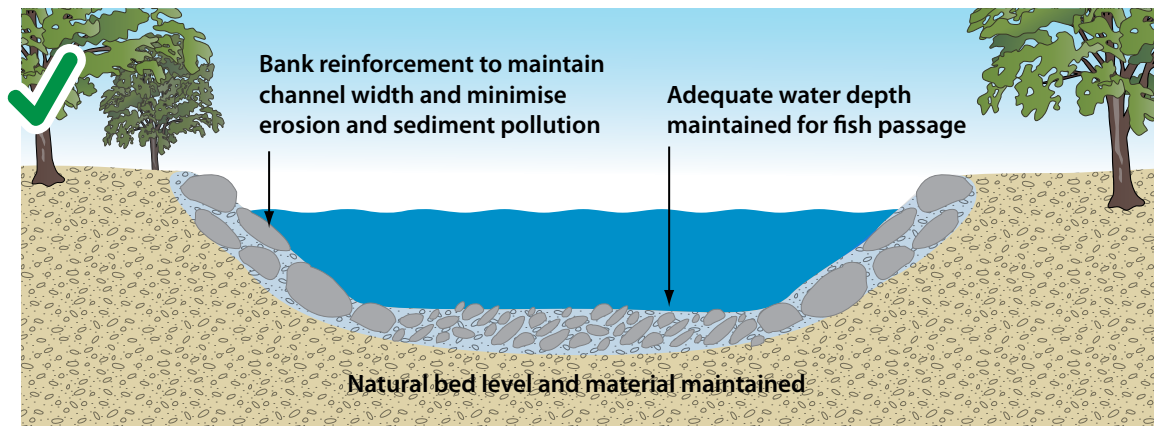 Bank reinforcement to maintain
channel width and minimise
erosion and sediment pollution
Adequate water depth
maintained for fish passage
Natural bed level and material maintained